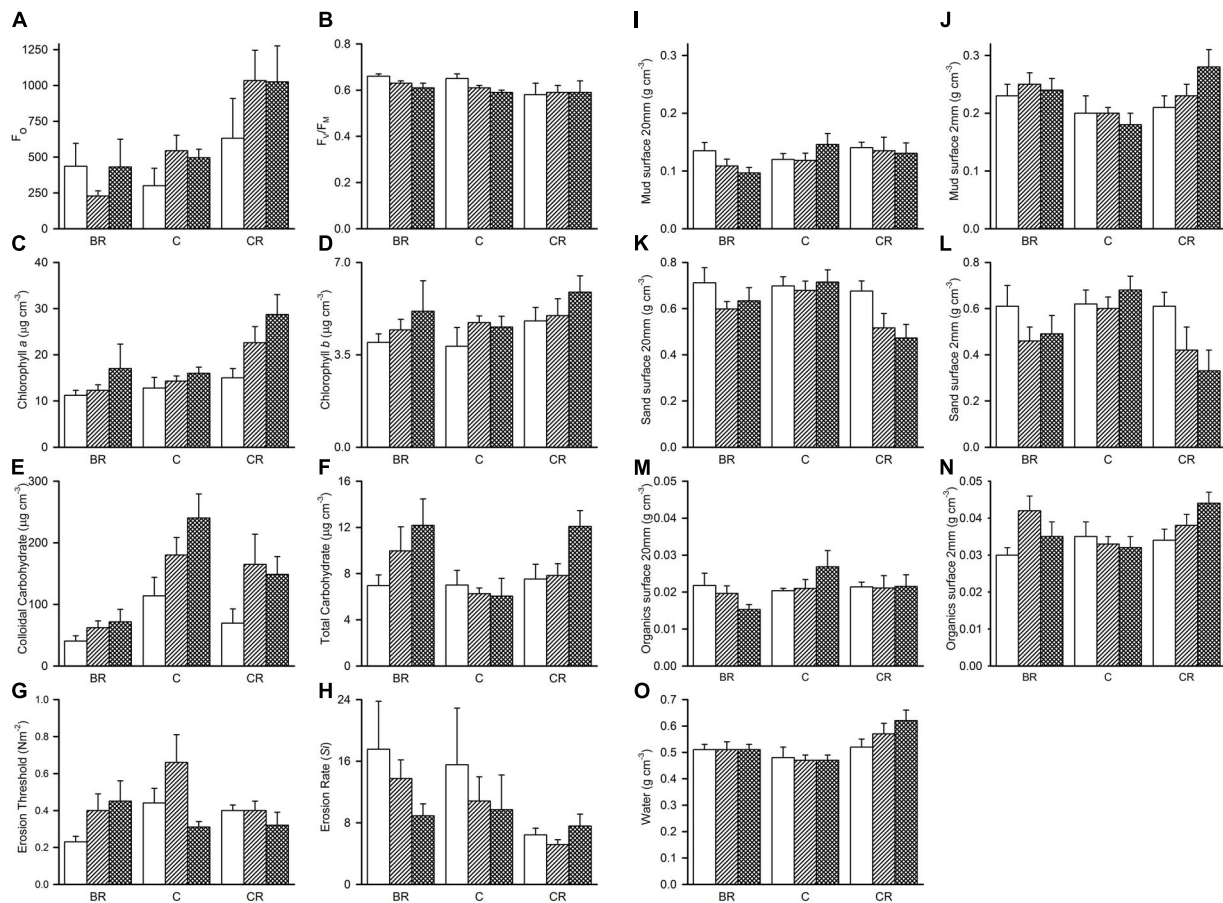 A
F_O
1250
1000
750
500
250
0
BR C CR
B
F_V/F_M
0.8
0.6
0.4
0.2
0.0
BR C CR
I
Mud surface 20mm (g cm⁻³)
0.3
0.2
0.1
0.0
BR C CR
J
Mud surface 2mm (g cm⁻³)
0.3
0.2
0.1
0.0
BR C CR
C
Chlorophyll a (µg cm⁻³)
40
30
20
10
0
BR C CR
D
Chlorophyll b (µg cm⁻³)
7.0
3.5
0.0
BR C CR
K
Sand surface 20mm (g cm⁻³)
0.8
0.6
0.4
0.2
0.0
BR C CR
L
Sand surface 2mm (g cm⁻³)
0.8
0.6
0.4
0.2
0.0
BR C CR
E
Colloidal Carbohydrate (µg cm⁻³)
300
200
100
0
BR C CR
F
Total Carbohydrate (µg cm⁻³)
16
12
8
4
0
BR C CR
M
Organics surface 20mm (g cm⁻³)
0.05
0.04
0.03
0.02
0.01
0.00
BR C CR
N
Organics surface 2mm (g cm⁻³)
0.05
0.04
0.03
0.02
0.01
0.00
BR C CR
G
Erosion Threshold (Nm⁻²)
1.0
0.8
0.6
0.4
0.2
0.0
BR C CR
H
Erosion Rate (Si)
24
16
8
0
BR C CR
O
Water (g cm⁻³)
0.7
0.6
0.5
0.4
0.3
0.2
0.1
0.0
BR C CR